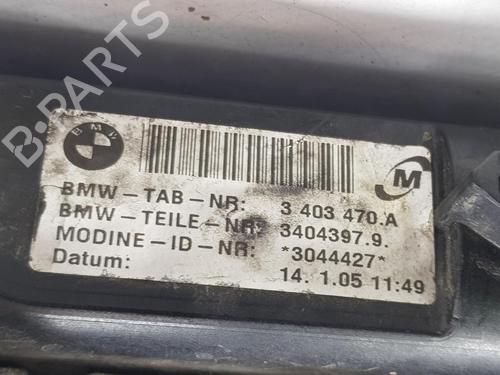 B-PARTS
BMW
M
BMW-TAB-NR: 3 403 470.A
BMW-TEILE-NR: 3404397.9.
MODINE-ID-NR: *3044427*
Datum: 14. 1.05 11:49